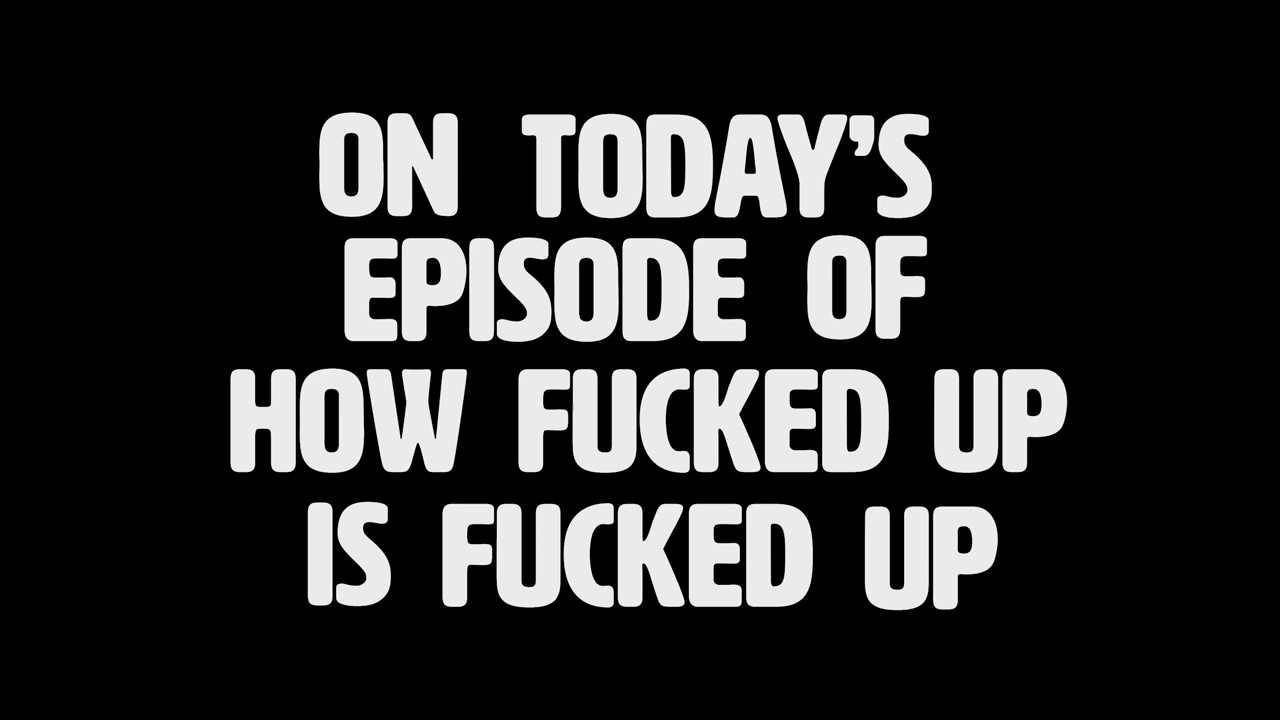 ON TODAY'S
EPISODE OF
HOW FUCKED UP
IS FUCKED UP